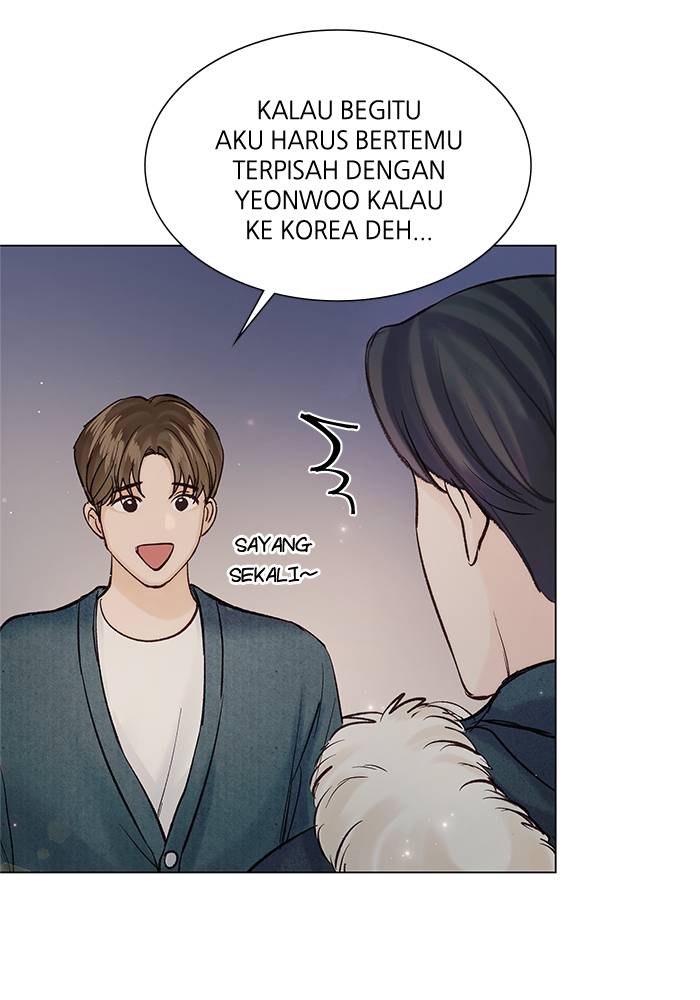 KALAU BEGITU
AKU HARUS BERTEMU
TERPISAH DENGAN
YEONWOO KALAU
KE KOREA DEH...
SAYANG
SEKALI~